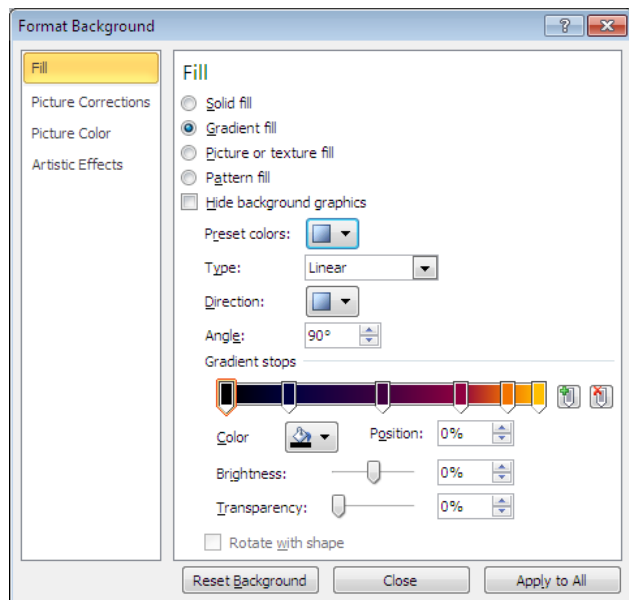 Format Background
Fill
Picture Corrections
Picture Color
Artistic Effects
Fill
Solid fill
Gradient fill
Picture or texture fill
Pattern fill
Hide background graphics
Preset colors:
Type: Linear
Direction:
Angle: 90°
Gradient stops
Color Position: 0%
Brightness: 0%
Transparency: 0%
Rotate with shape
Reset Background Close Apply to All